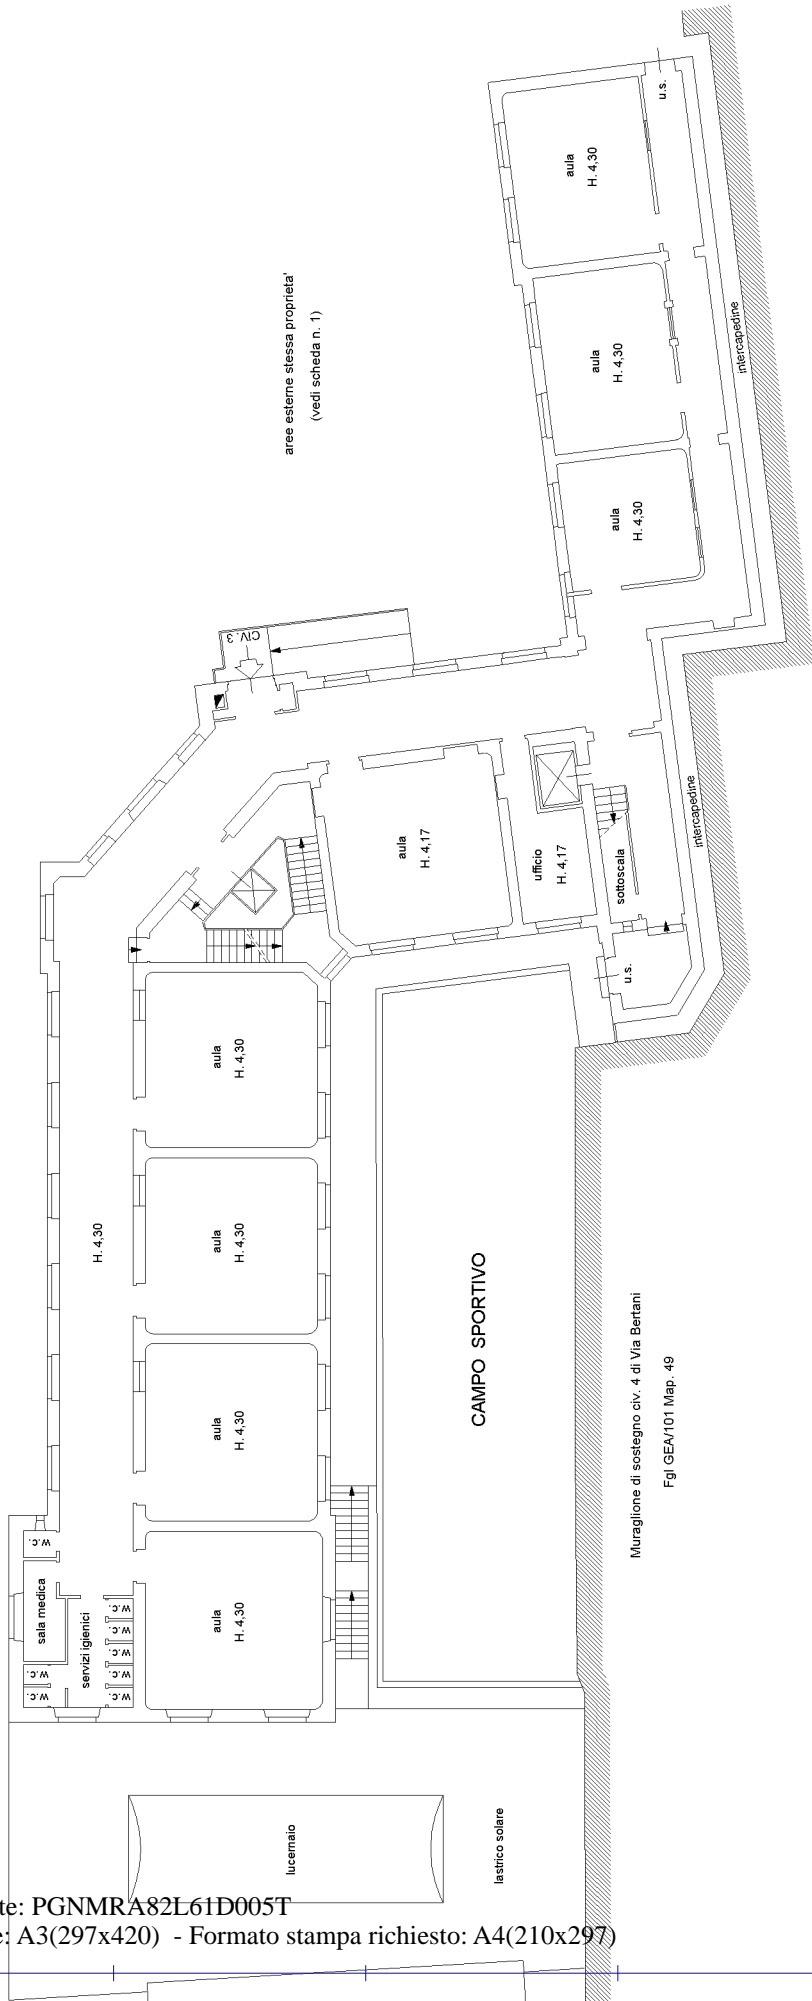 u.s.
aula
H. 4,30
aula
H. 4,30
aula
H. 4,30
intercapedine
aree esterne stessa proprieta'
(vedi scheda n. 1)
CIV. 3
aula
H. 4,17
ufficio
H. 4,17
sottoscala
intercapedine
u.s.
aula
H. 4,30
aula
H. 4,30
H. 4,30
aula
H. 4,30
aula
H. 4,30
CAMPO SPORTIVO
Muraglione di sostegno civ. 4 di Via Bertani
Fgl GEA/101 Map. 49
w.c.
sala medica
servizi igienici
w.c.
w.c.
w.c.
w.c.
w.c.
w.c.
w.c.
lucernaio
lastrico solare
te: PGNMRA82L61D005T
e: A3(297x420) - Formato stampa richiesto: A4(210x297)